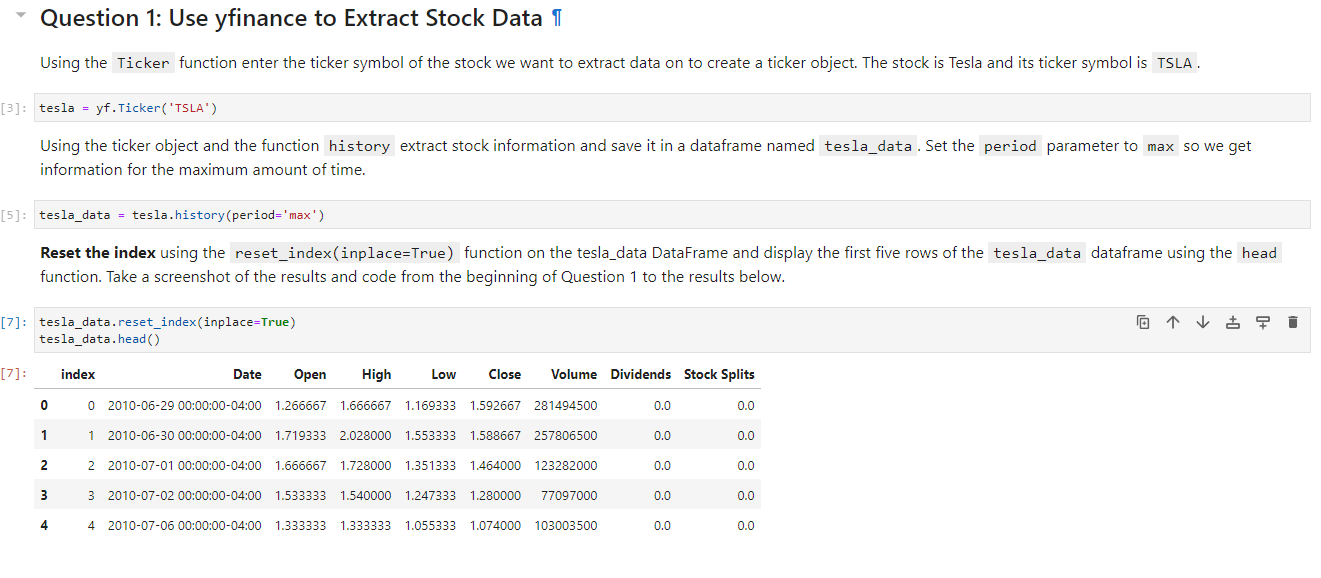 Question 1: Use yfinance to Extract Stock Data ¶
Using the Ticker function enter the ticker symbol of the stock we want to extract data on to create a ticker object. The stock is Tesla and its ticker symbol is TSLA .
[3]: tesla = yf.Ticker('TSLA')
Using the ticker object and the function history extract stock information and save it in a dataframe named tesla_data . Set the period parameter to max so we get
information for the maximum amount of time.
[5]: tesla_data = tesla.history(period='max')
Reset the index using the reset_index(inplace=True) function on the tesla_data DataFrame and display the first five rows of the tesla_data dataframe using the head
function. Take a screenshot of the results and code from the beginning of Question 1 to the results below.
[7]: tesla_data.reset_index(inplace=True)
tesla_data.head()
[7]: index Date Open High Low Close Volume Dividends Stock Splits
0 0 2010-06-29 00:00:00-04:00 1.266667 1.666667 1.169333 1.592667 281494500 0.0 0.0
1 1 2010-06-30 00:00:00-04:00 1.719333 2.028000 1.553333 1.588667 257806500 0.0 0.0
2 2 2010-07-01 00:00:00-04:00 1.666667 1.728000 1.351333 1.464000 123282000 0.0 0.0
3 3 2010-07-02 00:00:00-04:00 1.533333 1.540000 1.247333 1.280000 77097000 0.0 0.0
4 4 2010-07-06 00:00:00-04:00 1.333333 1.333333 1.055333 1.074000 103003500 0.0 0.0